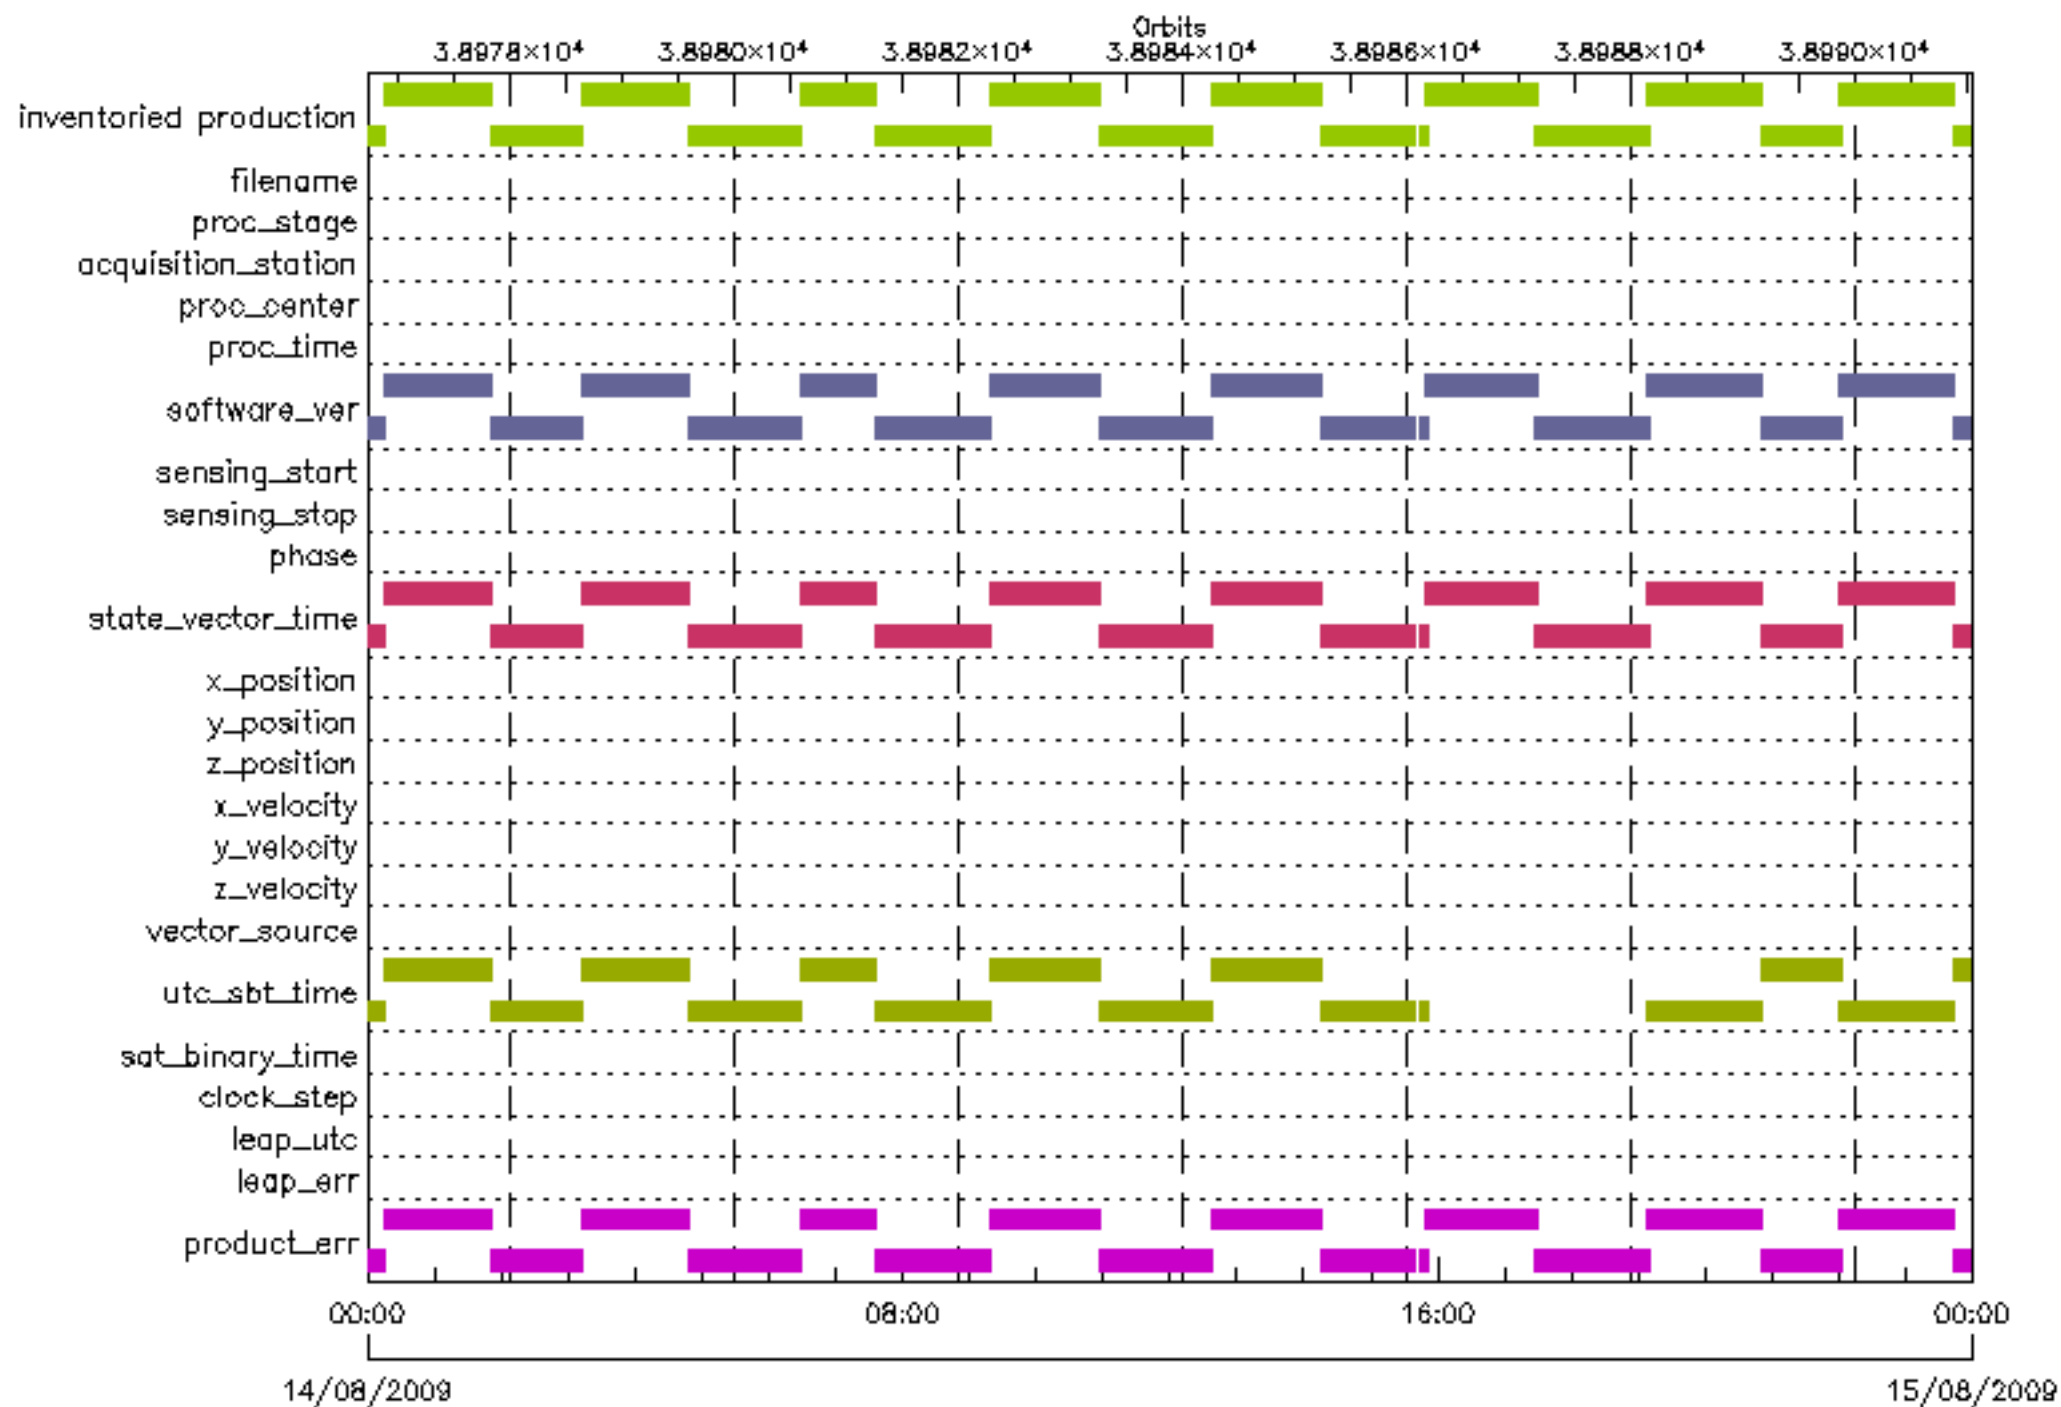 Orbits
3.8978×10⁴ 3.8980×10⁴ 3.8982×10⁴ 3.8984×10⁴ 3.8986×10⁴ 3.8988×10⁴ 3.8990×10⁴
inventoried production
filename
proc_stage
acquisition_station
proc_center
proc_time
software_ver
sensing_start
sensing_stop
phase
state_vector_time
x_position
y_position
z_position
x_velocity
y_velocity
z_velocity
vector_source
utc_sbt_time
sat_binary_time
clock_step
leap_utc
leap_err
product_err
00:00 08:00 16:00 00:00
14/08/2009 15/08/2009